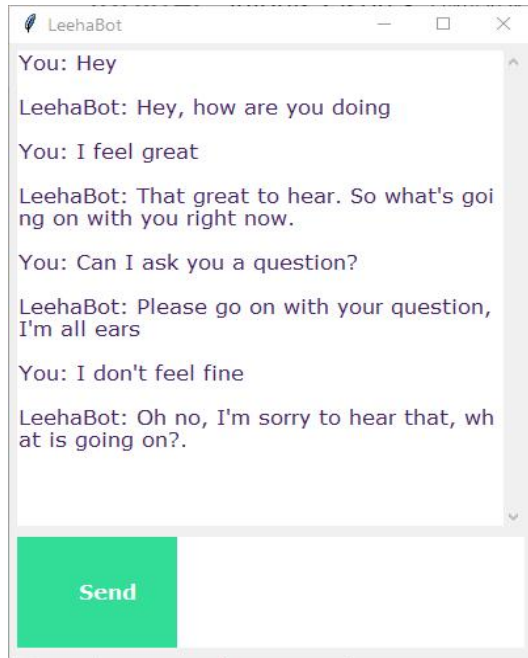 LeehaBot
You: Hey
LeehaBot: Hey, how are you doing
You: I feel great
LeehaBot: That great to hear. So what's goi
ng on with you right now.
You: Can I ask you a question?
LeehaBot: Please go on with your question,
I'm all ears
You: I don't feel fine
LeehaBot: Oh no, I'm sorry to hear that, wh
at is going on?.
Send